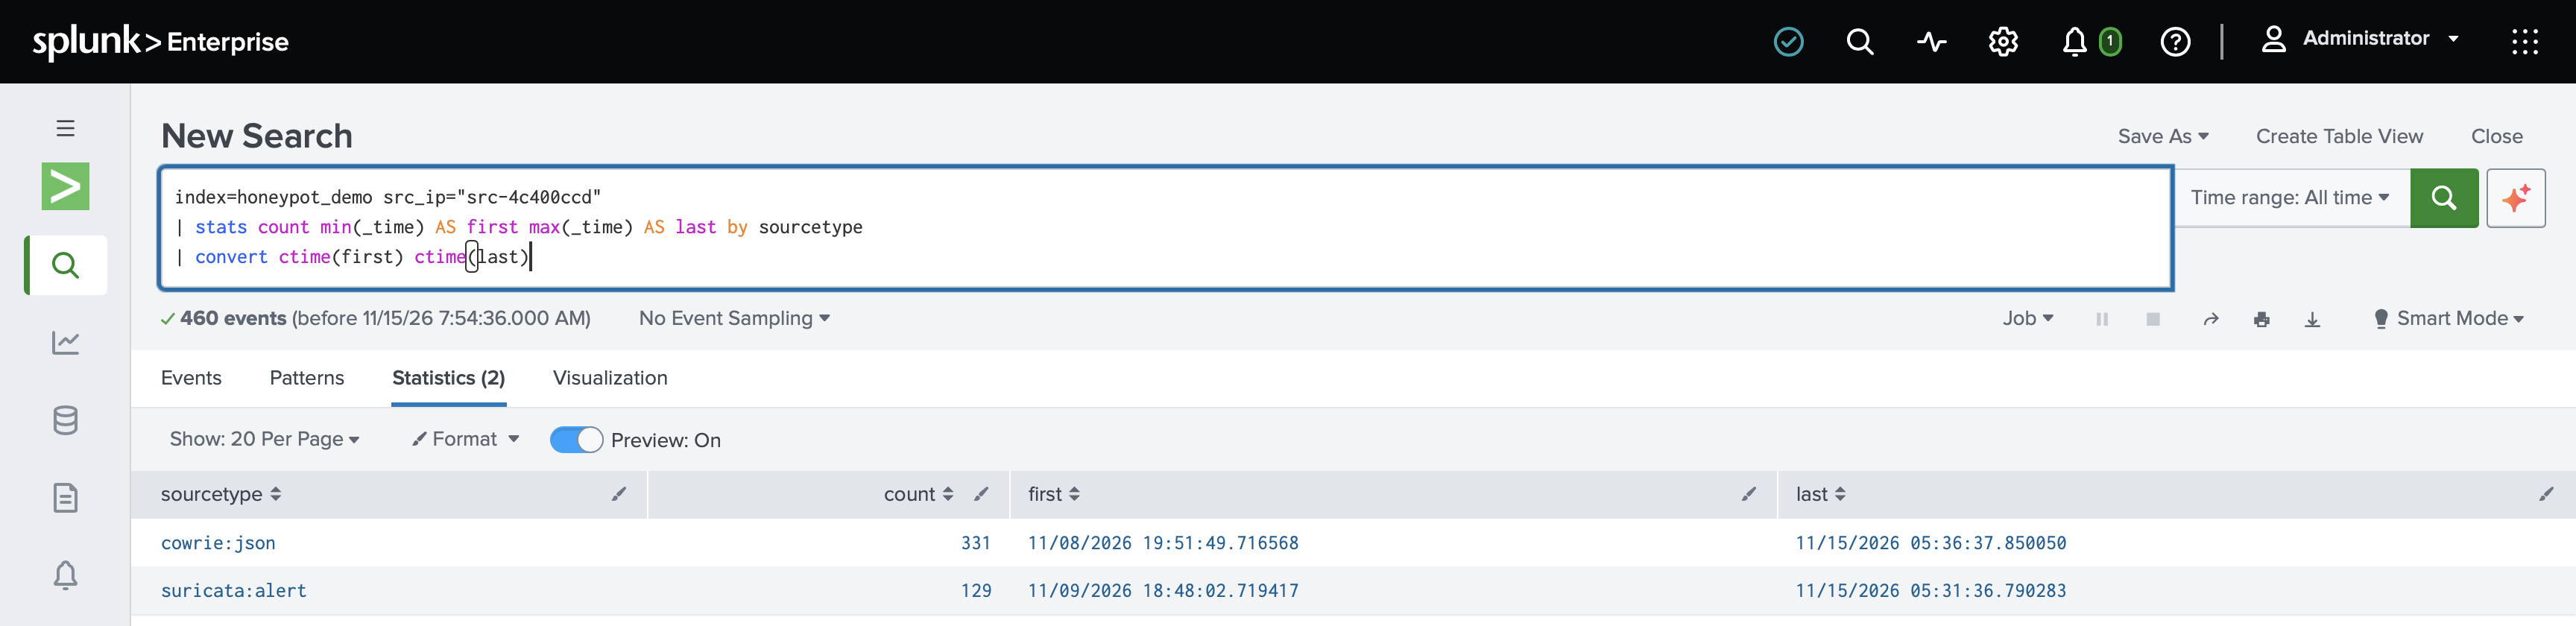 splunk> Enterprise
1
Administrator
New Search
Save As
Create Table View
Close
index=honeypot_demo src_ip="src-4c400ccd"
| stats count min(_time) AS first max(_time) AS last by sourcetype
| convert ctime(first) ctime(last)
Time range: All time
460 events (before 11/15/26 7:54:36.000 AM)
No Event Sampling
Job
Smart Mode
Events
Patterns
Statistics (2)
Visualization
Show: 20 Per Page
Format
Preview: On
sourcetype count first last
cowrie:json 331 11/08/2026 19:51:49.716568 11/15/2026 05:36:37.850050
suricata:alert 129 11/09/2026 18:48:02.719417 11/15/2026 05:31:36.790283